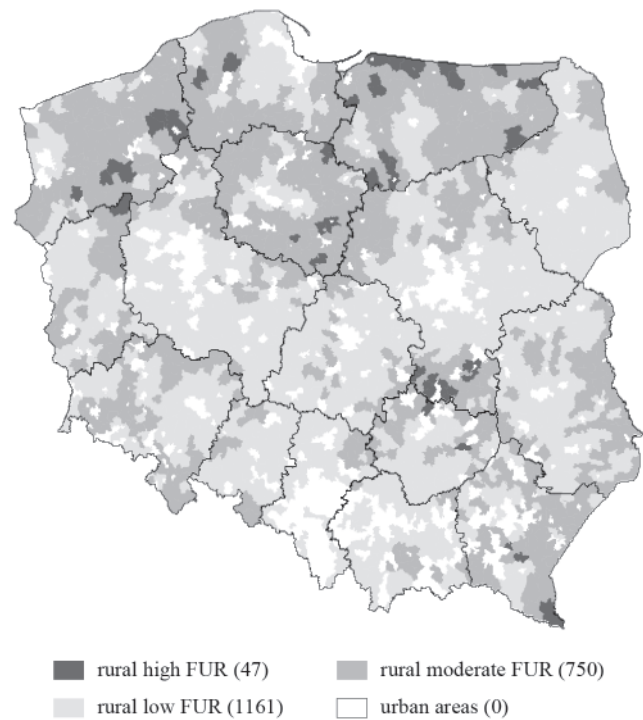 rural high FUR (47)
rural moderate FUR (750)
rural low FUR (1161)
urban areas (0)